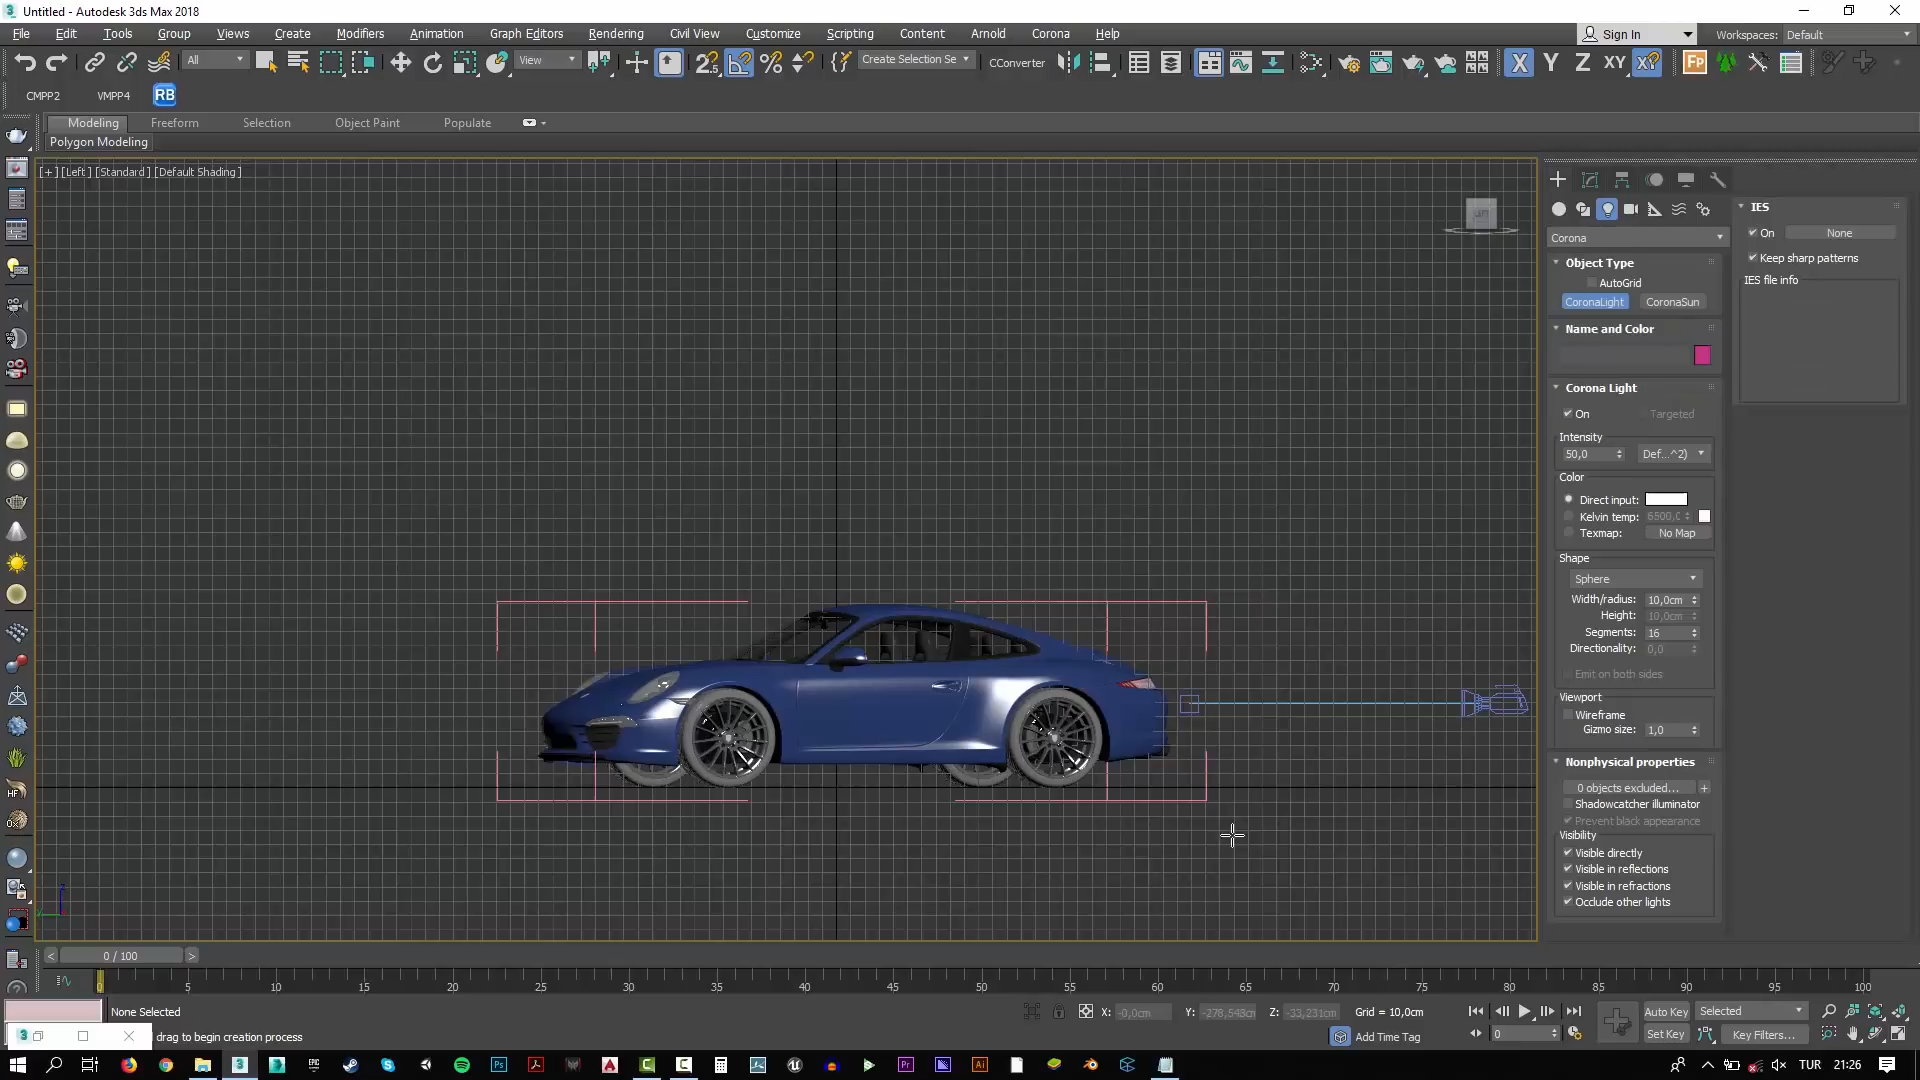 Untitled - Autodesk 3ds Max 2018
File Edit Tools Group Views Create Modifiers Animation Graph Editors Rendering Civil View Customize Scripting Content Arnold Corona Help
Sign In Workspaces: Default
All View Create Selection Se CConverter X Y Z XY Fp
CMPP2 VMPP4 RB
Modeling Freeform Selection Object Paint Populate
Polygon Modeling
[+] [Left] [Standard] [Default Shading]
Corona
Object Type
AutoGrid
CoronaLight CoronaSun
Name and Color
Corona Light
On Targeted
Intensity
50,0 Def...^2)
Color
Direct input:
Kelvin temp: 6500,0
Texmap: No Map
Shape
Sphere
Width/radius: 10,0cm
Height: 10,0cm
Segments: 16
Directionality: 0,0
Emit on both sides
Viewport
Wireframe
Gizmo size: 1,0
Nonphysical properties
0 objects excluded... +
Shadowcatcher illuminator
Prevent black appearance
Visibility
Visible directly
Visible in reflections
Visible in refractions
Occlude other lights
IES
On None
Keep sharp patterns
IES file info
z
< 0 / 100 >
0 5 10 15 20 25 30 35 40 45 50 55 60 65 70 75 80 85 90 95 100
None Selected
X: -0,0cm Y: -278,543cm Z: -33,231cm Grid = 10,0cm
Auto Key Selected
drag to begin creation process
Add Time Tag
0
Set Key Key Filters...
TUR 21:26